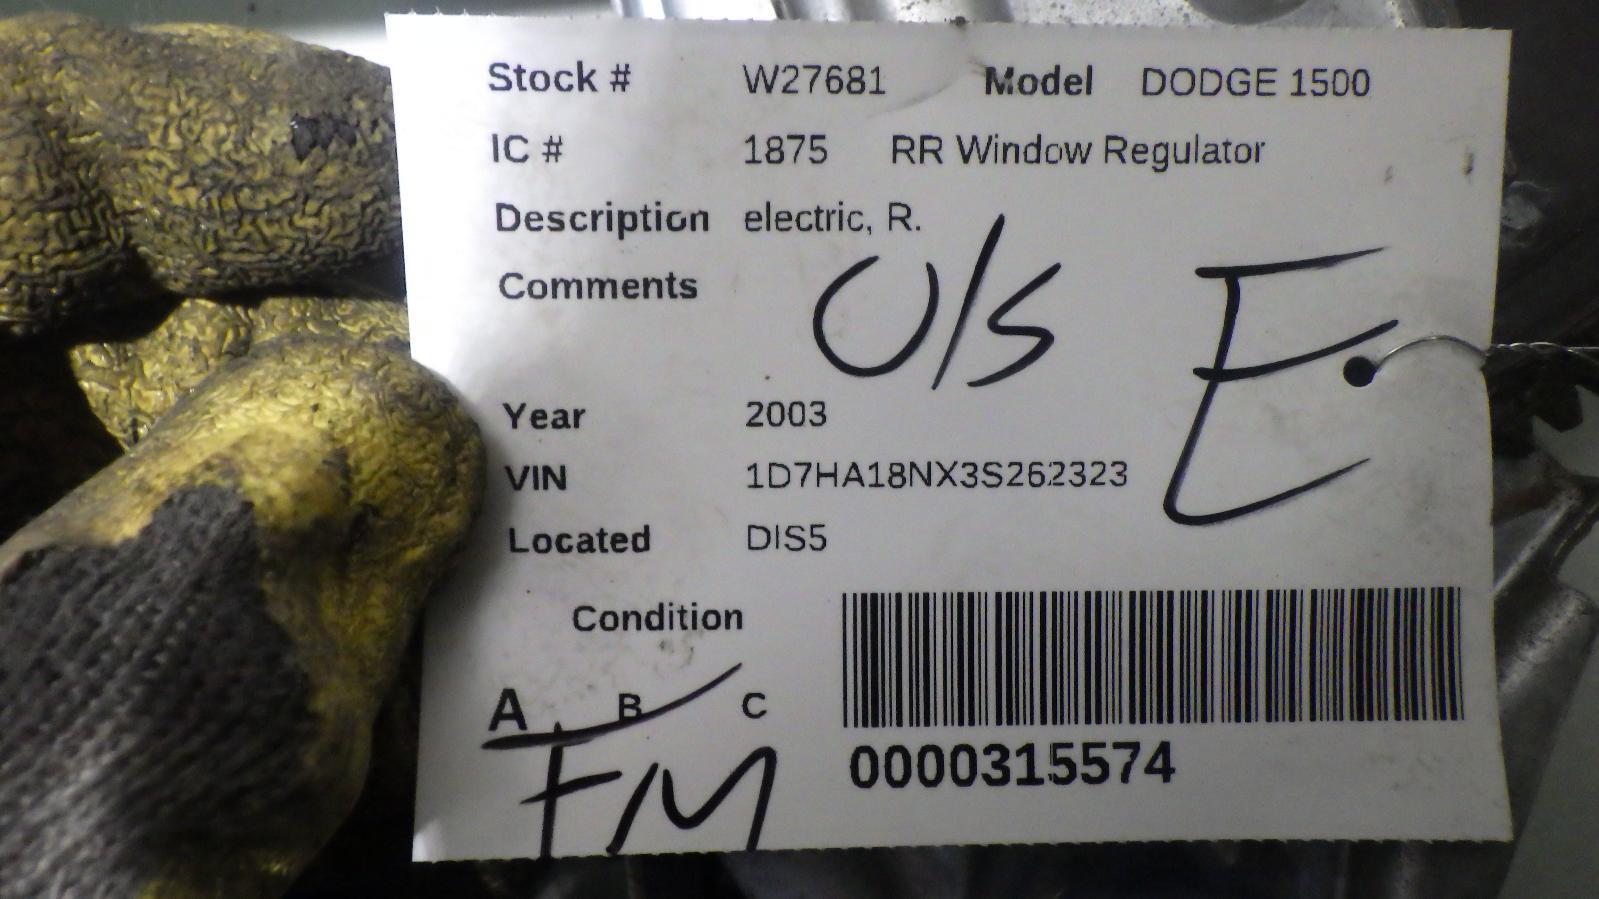 Stock # W27681 Model DODGE 1500
IC # 1875 RR Window Regulator
Description electric, R.
Comments O/S E
Year 2003
VIN 1D7HA18NX3S262323
Located DIS5
Condition
A B C
FM
0000315574